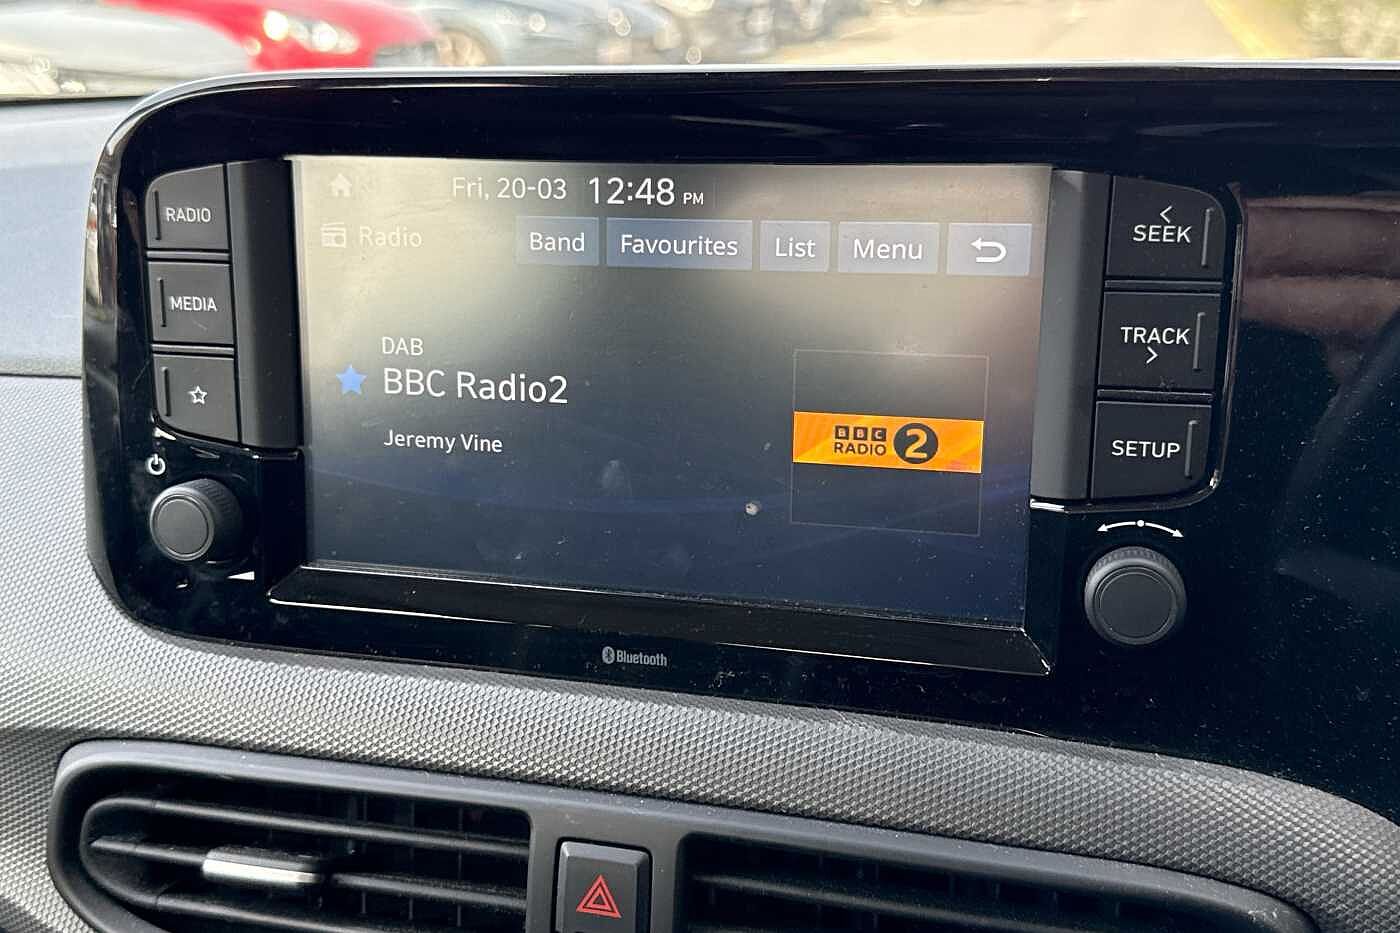 RADIO
MEDIA
Fri, 20-03 12:48 PM
Radio
Band Favourites List Menu
DAB
BBC Radio2
Jeremy Vine
BBC
RADIO 2
SEEK
TRACK
SETUP
Bluetooth